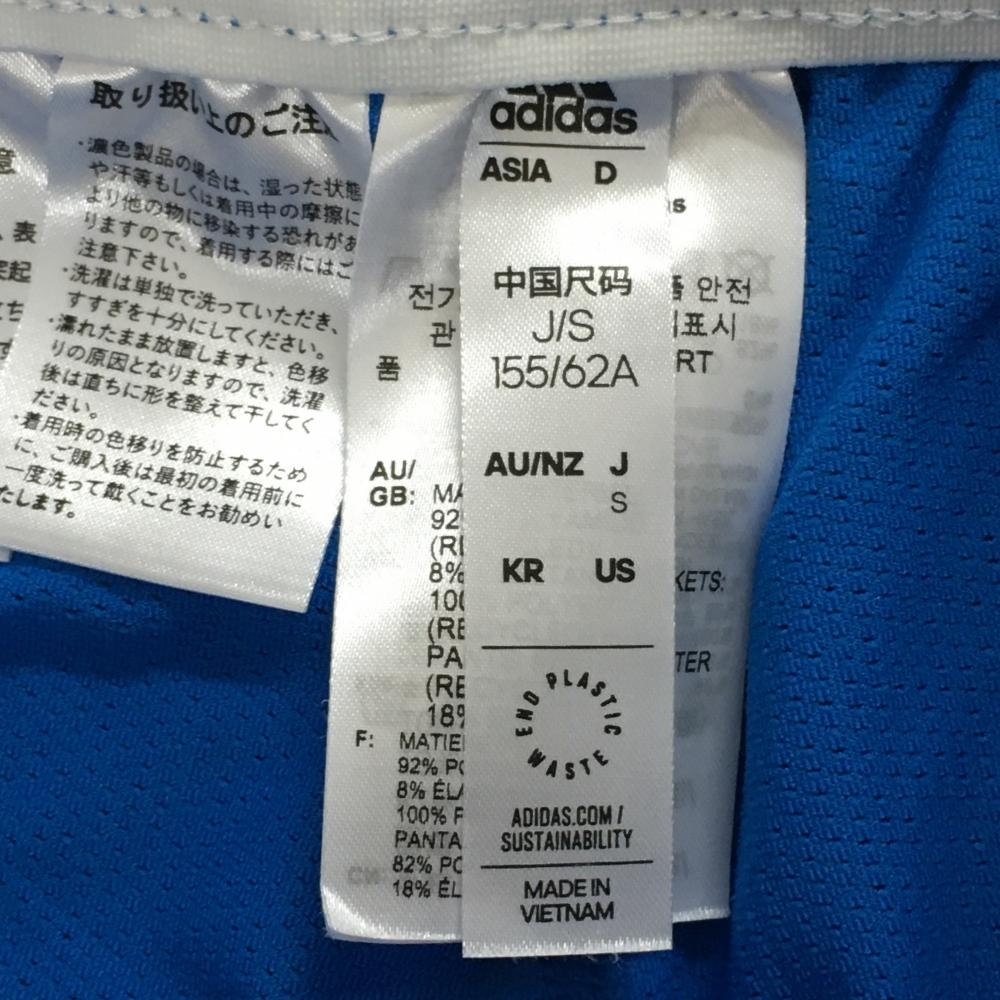 取り扱い上のご注
・濃色製品の場合は、湿った状態
や汗等もしくは着用中の摩擦に
より他の物に移染する恐れがあ
りますので、着用する際にはご
注意下さい。
・洗濯は単独で洗っていただき、
すすぎを十分にしてください。
・濡れたまま放置しますと、色移
りの原因となりますので、洗濯
後は直ちに形を整えて干してく
ださい。
・着用時の色移りを防止するため
に、ご購入後は最初の着用前に
一度洗って戴くことをお勧めい
たします。
意
、表
adidas
ASIA D
中国尺码
J/S
155/62A
AU/NZ J
S
KR US
END PLASTIC WASTE
ADIDAS.COM/
SUSTAINABILITY
MADE IN
VIETNAM
안전
관
표시
품
RT
AU/
GB: MA
92
8%
100
PA
18%
KETS:
TER
F: MATIE
92% PO
8% ÉLA
100% P
PANTA
82% PO
18% ÉL